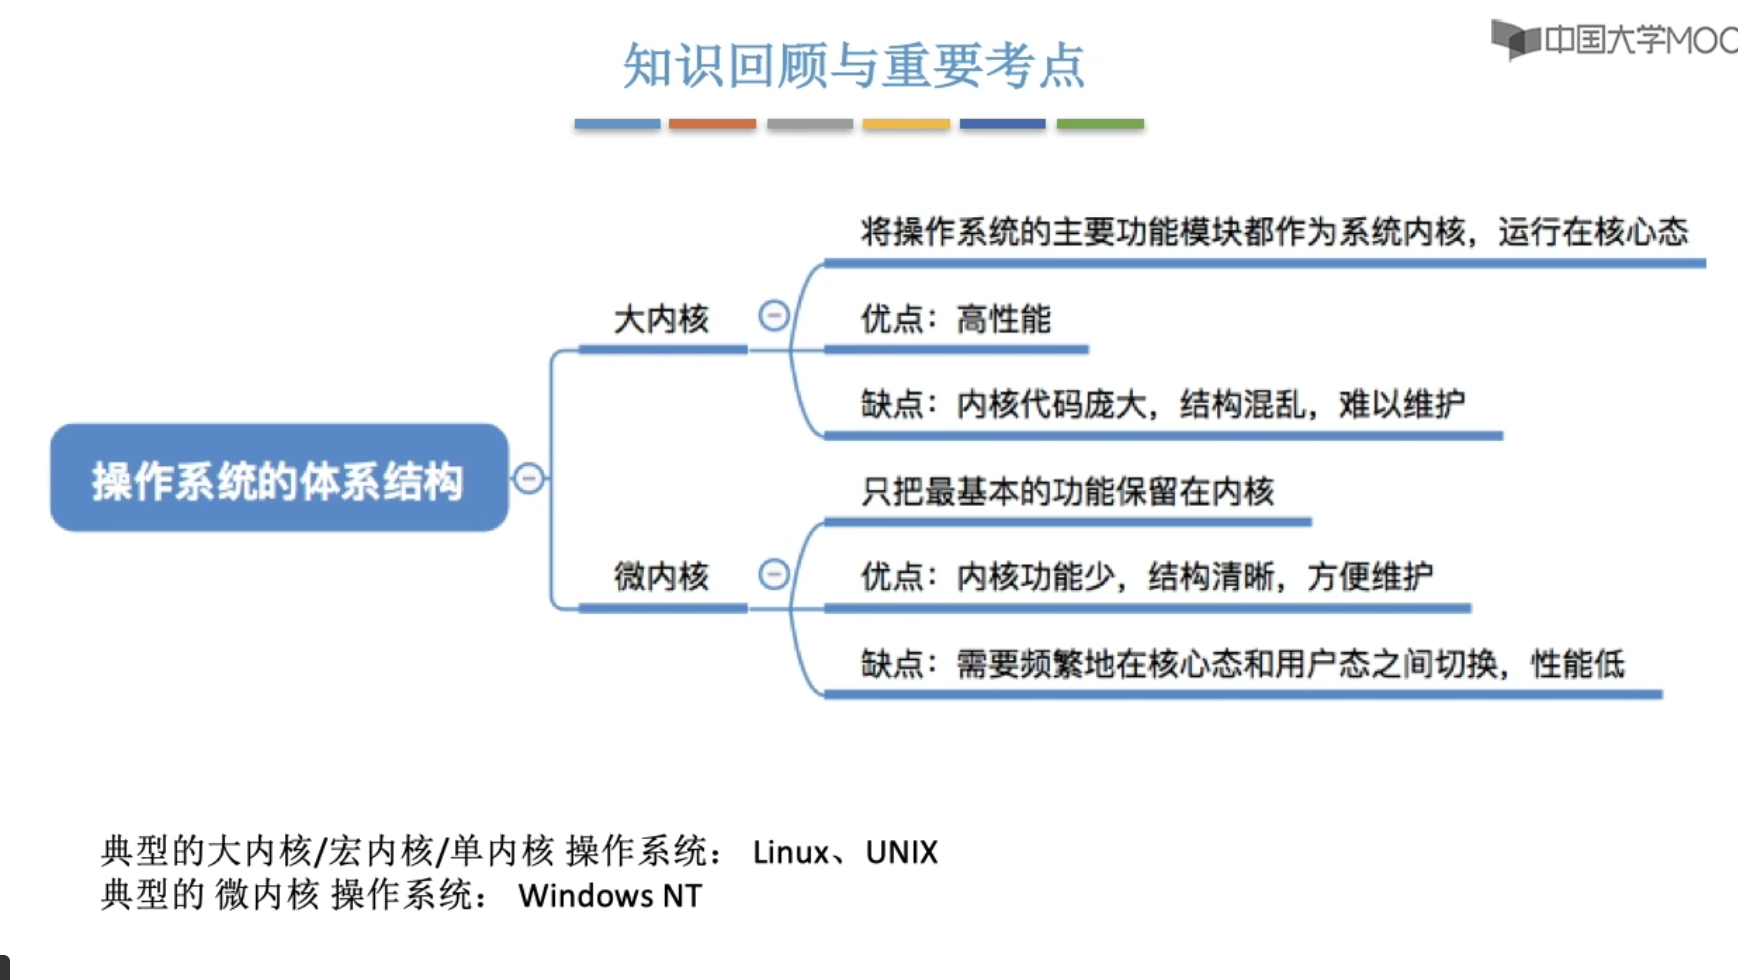 中国大学MOO
知识回顾与重要考点
将操作系统的主要功能模块都作为系统内核，运行在核心态
大内核
优点：高性能
缺点：内核代码庞大，结构混乱，难以维护
操作系统的体系结构
只把最基本的功能保留在内核
微内核
优点：内核功能少，结构清晰，方便维护
缺点：需要频繁地在核心态和用户态之间切换，性能低
典型的大内核/宏内核/单内核 操作系统： Linux、UNIX
典型的 微内核 操作系统： Windows NT